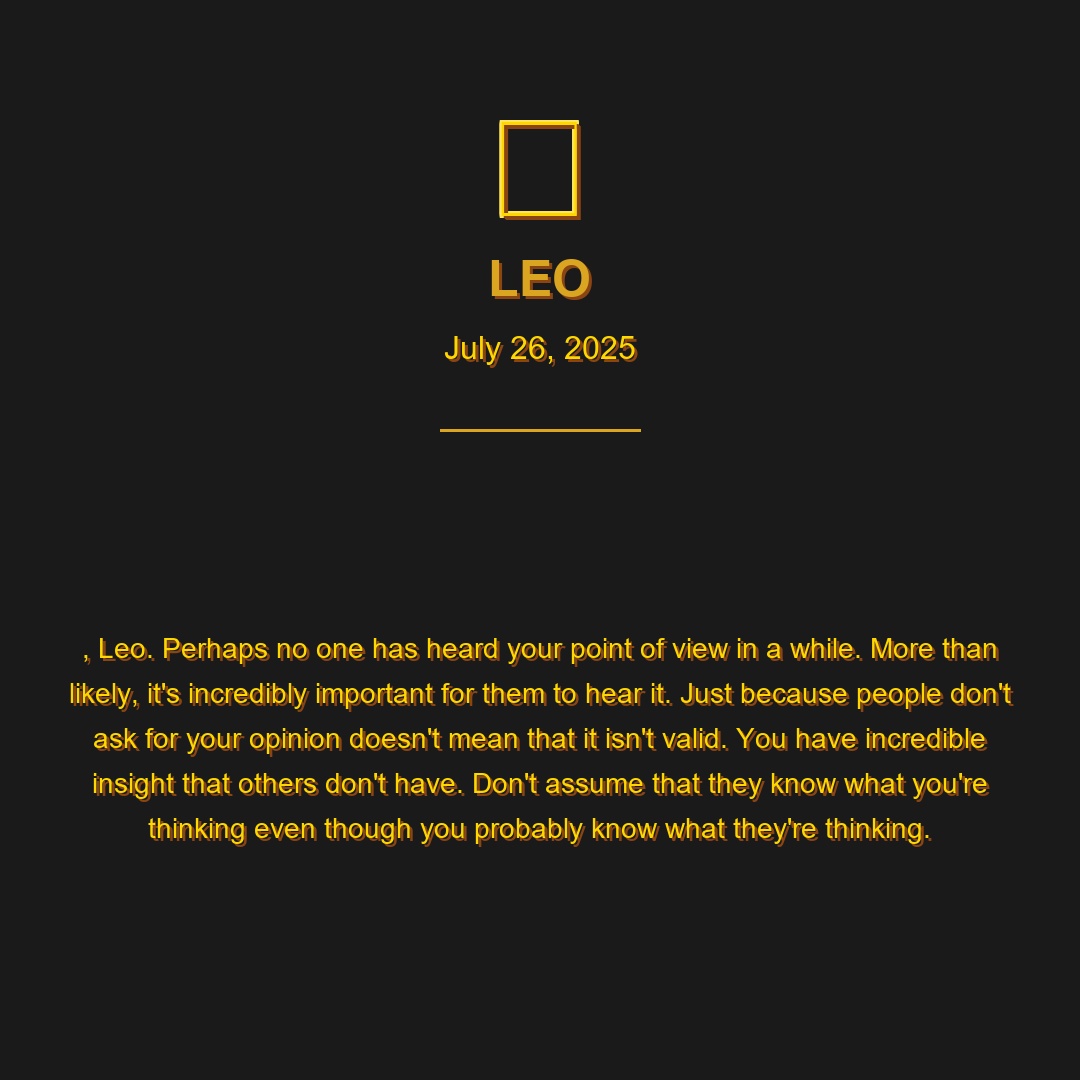 LEO
July 26, 2025
, Leo. Perhaps no one has heard your point of view in a while. More than
likely, it's incredibly important for them to hear it. Just because people don't
ask for your opinion doesn't mean that it isn't valid. You have incredible
insight that others don't have. Don't assume that they know what you're
thinking even though you probably know what they're thinking.